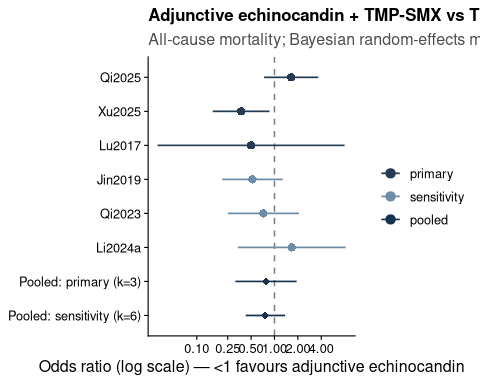 Adjunctive echinocandin + TMP-SMX vs T
All-cause mortality; Bayesian random-effects m
Qi2025
Xu2025
Lu2017
Jin2019
Qi2023
Li2024a
Pooled: primary (k=3)
Pooled: sensitivity (k=6)
primary
sensitivity
pooled
0.10 0.25 0.50 1.00 2.00 4.00
Odds ratio (log scale) — <1 favours adjunctive echinocandin